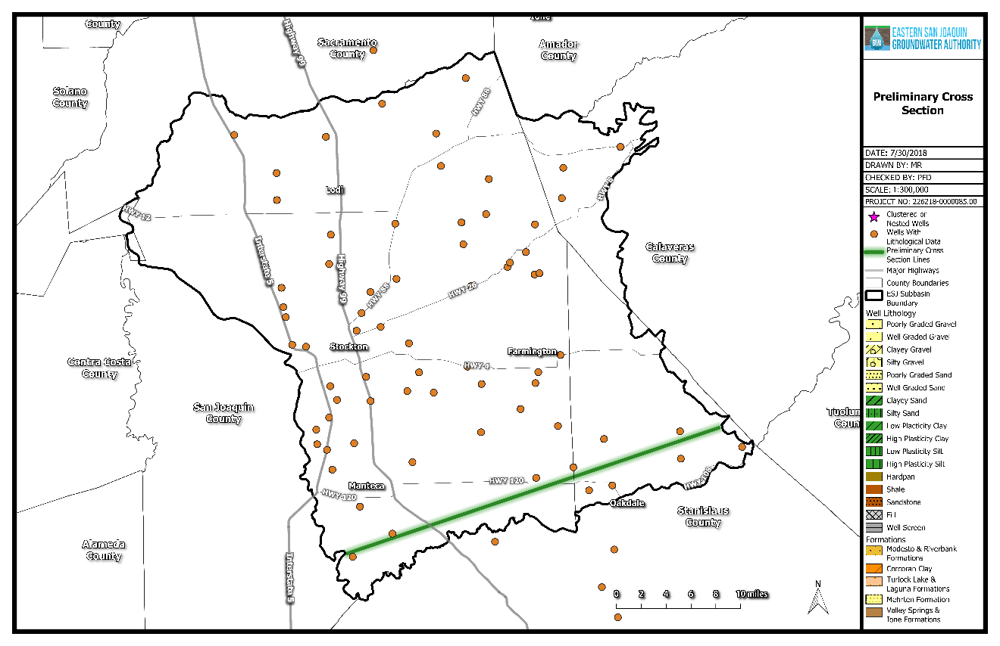 County
Ione
Sacramento
County
Amador
County
Highway 99
HWY 88
Solano
County
Lodi
HWY 12
Interstate 5
Highway 99
HWY 88
HWY 26
Calaveras
County
Stockton
Farmington
HWY 4
Contra Costa
County
San Joaquin
County
Tuolum
Coun
Manteca
HWY 120
HWY 120
HWY 108
Oakdale
Stanislaus
County
Alameda
County
Interstate 5
0 2 4 6 8 10 miles
N
GWA
EASTERN SAN JOAQUIN
GROUNDWATER AUTHORITY
Preliminary Cross
Section
DATE: 7/30/2018
DRAWN BY: MR
CHECKED BY: PFD
SCALE: 1:300,000
PROJECT NO: 226218-0000085.00
Clustered or
Nested Wells
Wells With
Lithological Data
Preliminary Cross
Section Lines
Major Highways
County Boundaries
ESJ Subbasin
Boundary
Well Lithology
Poorly Graded Gravel
Well Graded Gravel
Clayey Gravel
Silty Gravel
Poorly Graded Sand
Well Graded Sand
Clayey Sand
Silty Sand
Low Placticity Clay
High Plasticity Clay
Low Plasticity Silt
High Plasticity Silt
Hardpan
Shale
Sandstone
Fill
Well Screen
Formations
Modesto & Riverbank
Formations
Corcoran Clay
Turlock Lake &
Laguna Formations
Mehrten Formation
Valley Springs &
Ione Formations